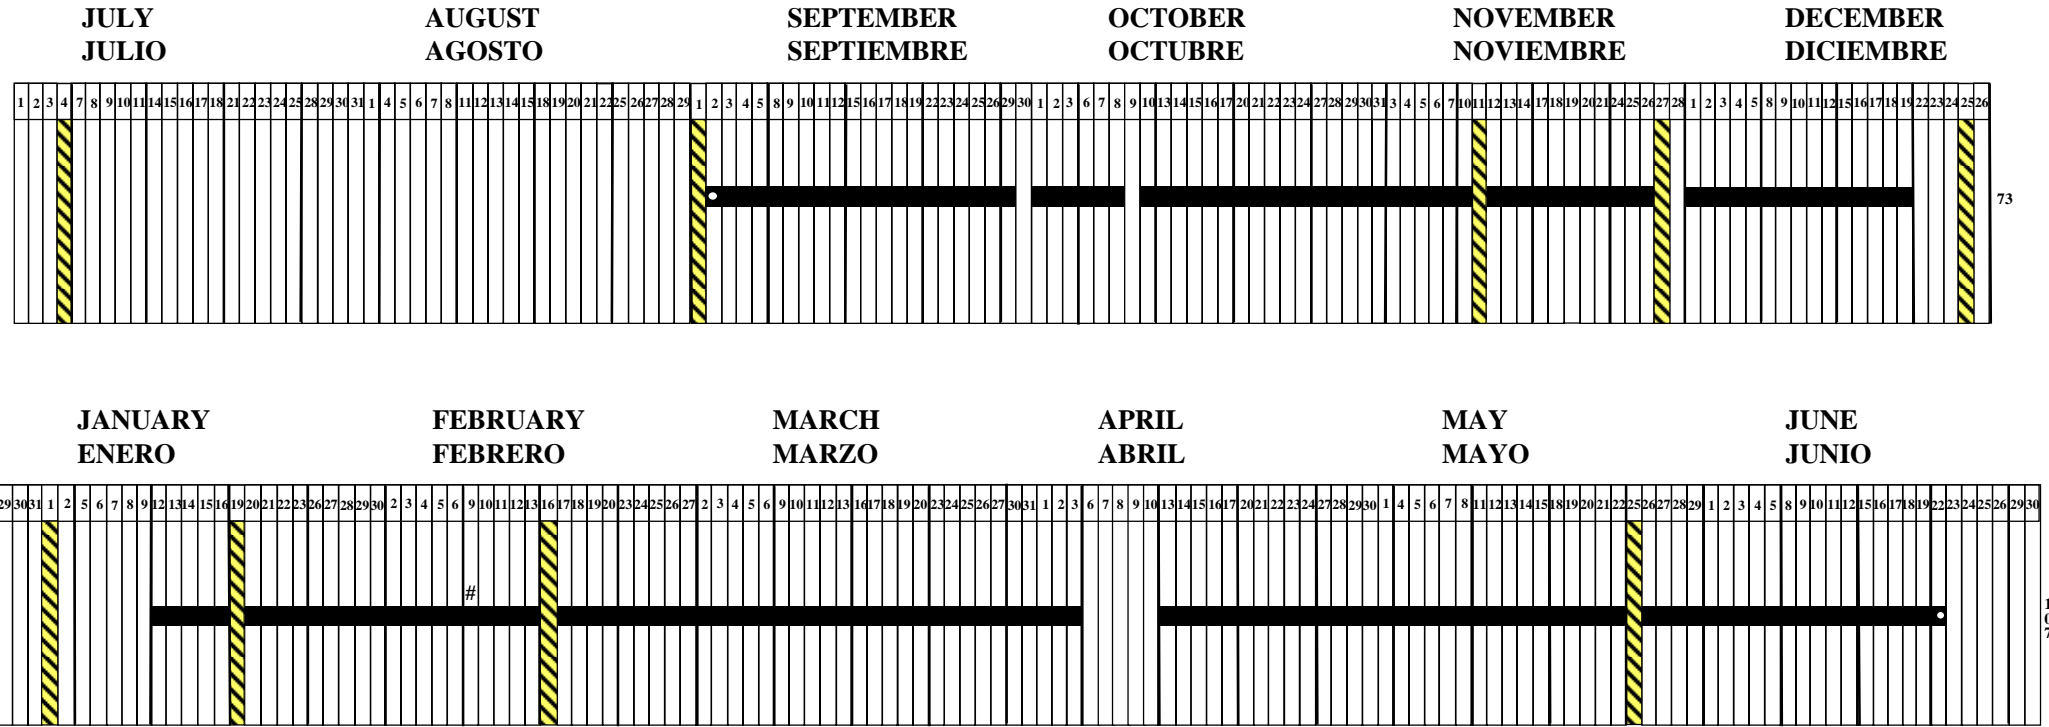 JULY AUGUST SEPTEMBER OCTOBER NOVEMBER DECEMBER
JULIO AGOSTO SEPTIEMBRE OCTUBRE NOVIEMBRE DICIEMBRE
1 2 3 4 7 8 9 10 11 14 15 16 17 18 21 22 23 24 25 28 29 30 31 1 4 5 6 7 8 11 12 13 14 15 18 19 20 21 22 25 26 27 28 29 1 2 3 4 5 8 9 10 11 12 15 16 17 18 19 22 23 24 25 26 29 30 1 2 3 6 7 8 9 10 13 14 15 16 17 20 21 22 23 24 27 28 29 30 31 3 4 5 6 7 10 11 12 13 14 17 18 19 20 21 24 25 26 27 28 1 2 3 4 5 8 9 10 11 12 15 16 17 18 19 22 23 24 25 26
73
JANUARY FEBRUARY MARCH APRIL MAY JUNE
ENERO FEBRERO MARZO ABRIL MAYO JUNIO
29 30 31 1 2 5 6 7 8 9 12 13 14 15 16 19 20 21 22 23 26 27 28 29 30 2 3 4 5 6 9 10 11 12 13 16 17 18 19 20 23 24 25 26 27 2 3 4 5 6 9 10 11 12 13 16 17 18 19 20 23 24 25 26 27 30 31 1 2 3 6 7 8 9 10 13 14 15 16 17 20 21 22 23 24 27 28 29 30 1 4 5 6 7 8 11 12 13 14 15 18 19 20 21 22 25 26 27 28 29 1 2 3 4 5 8 9 10 11 12 15 16 17 18 19 22 23 24 25 26 29 30
#
107